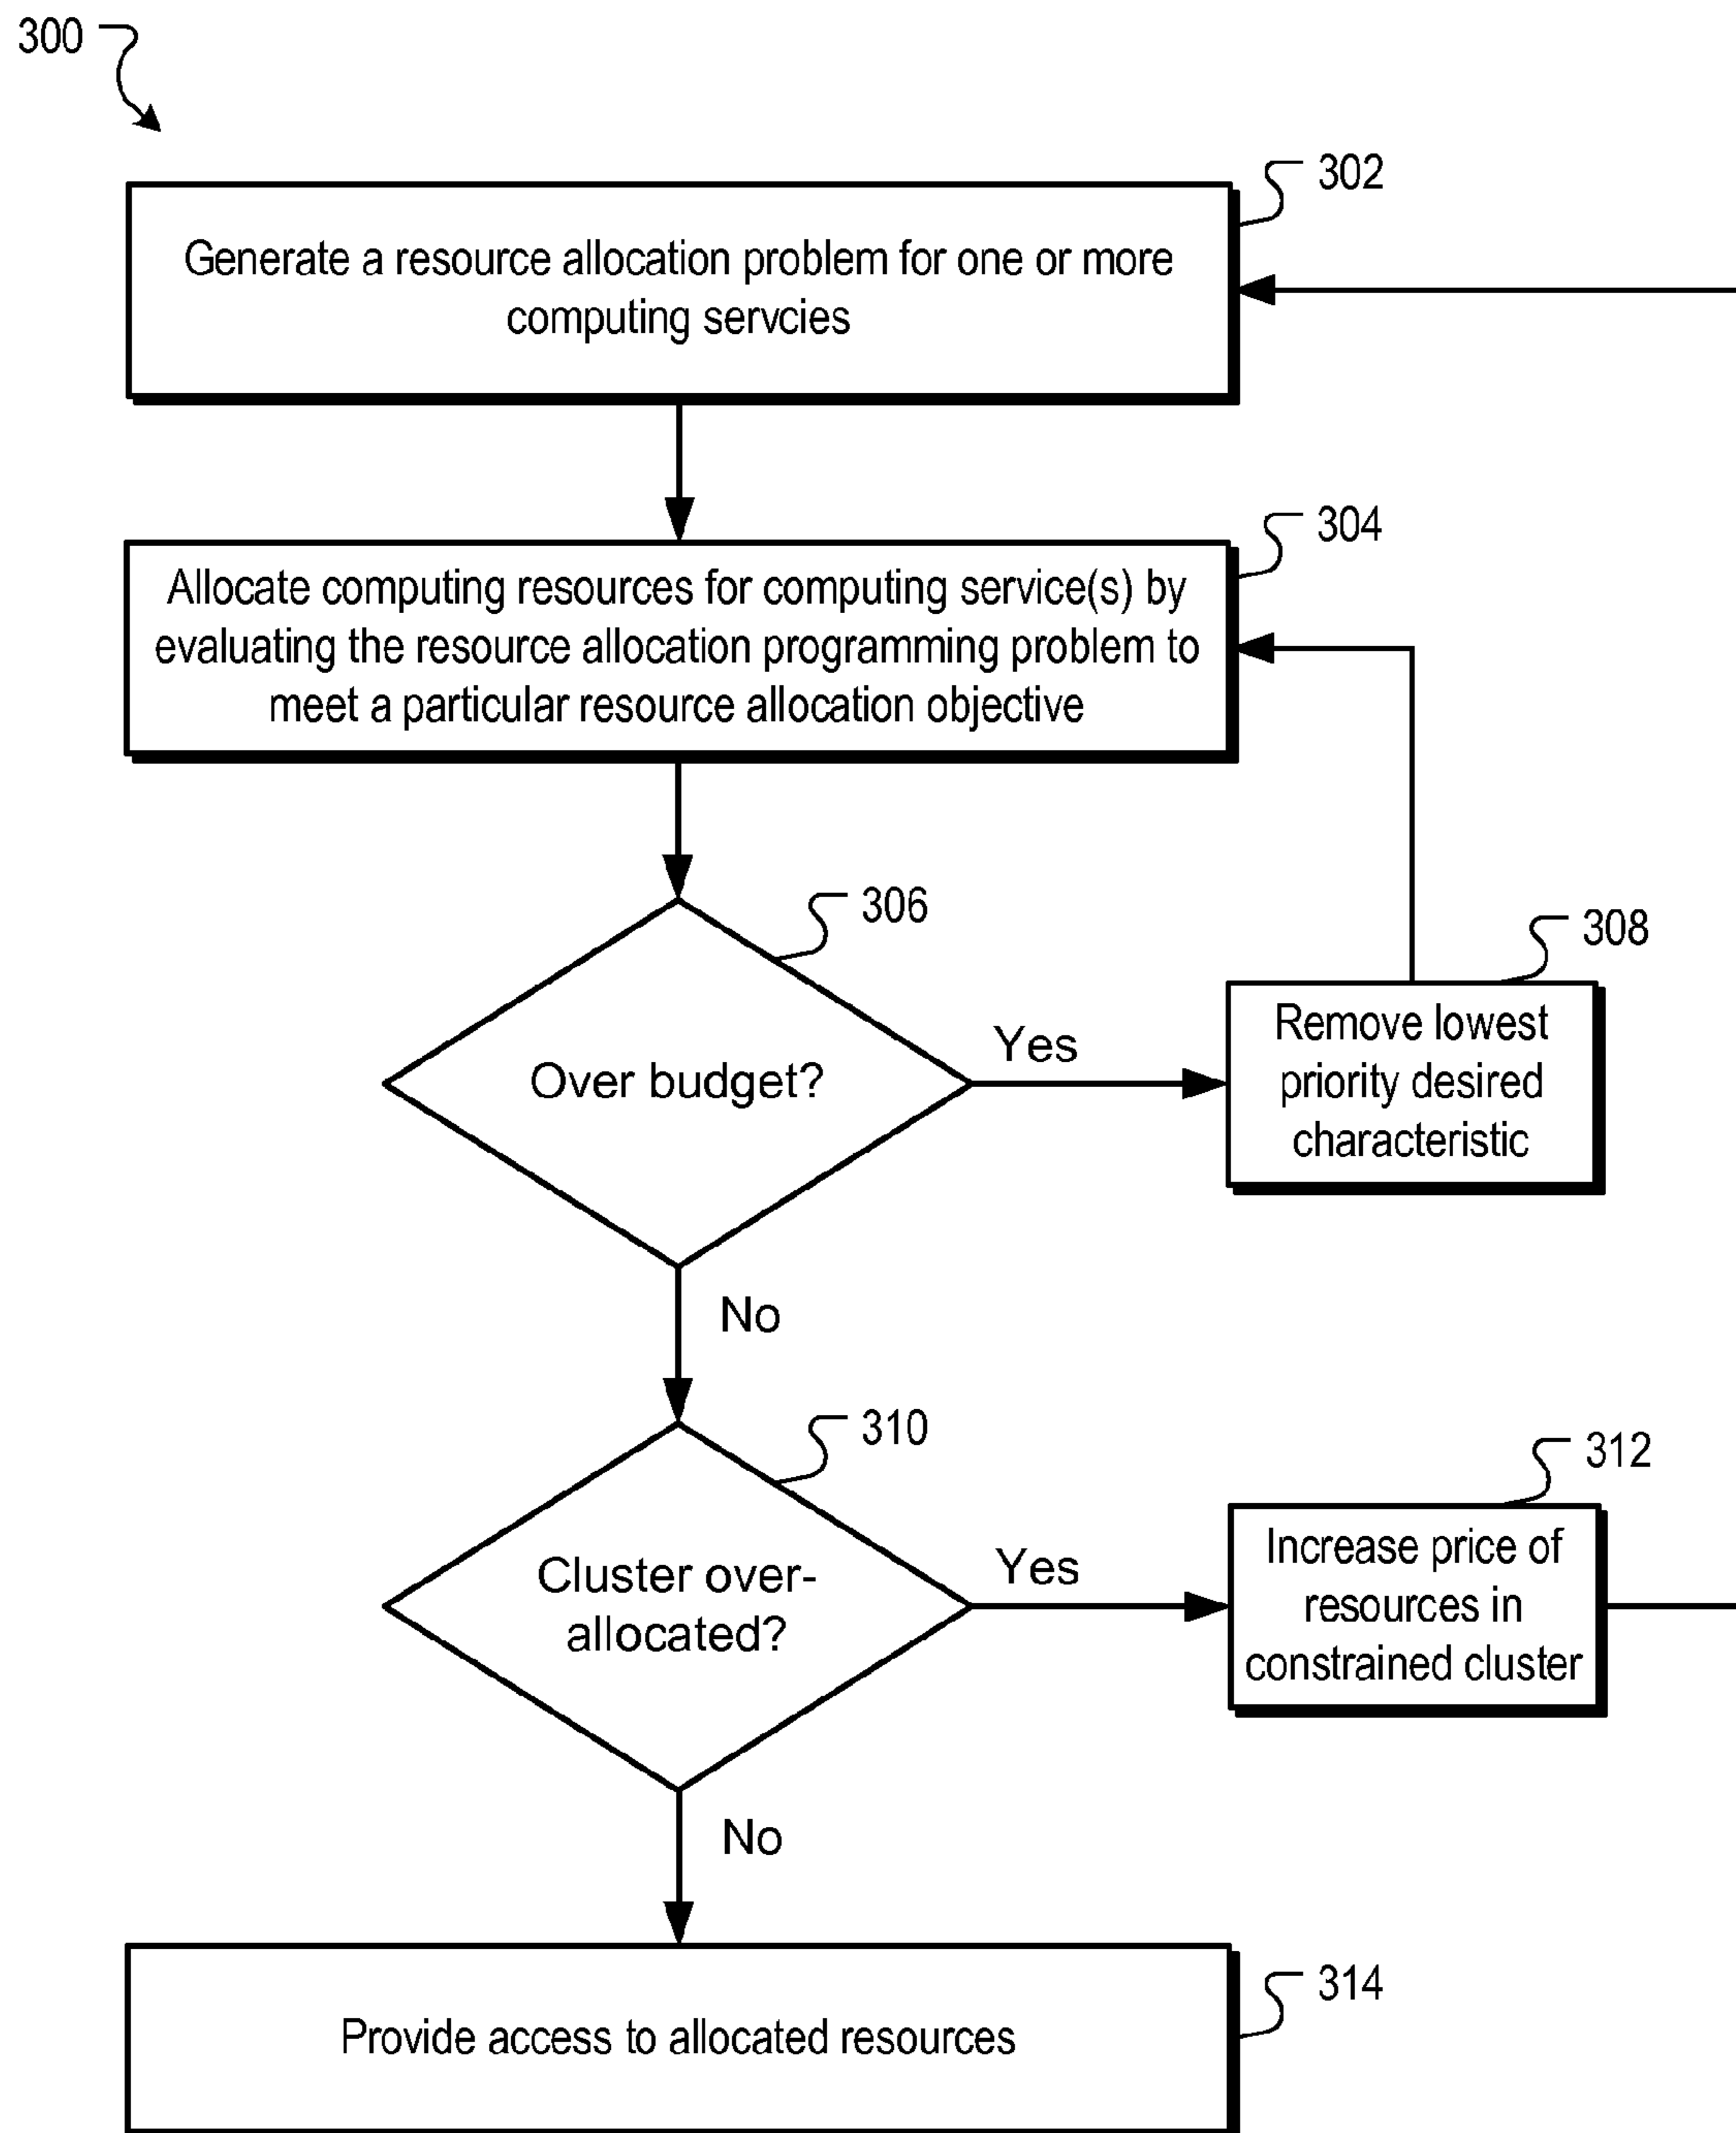 300
302
Generate a resource allocation problem for one or more
computing servcies
304
Allocate computing resources for computing service(s) by
evaluating the resource allocation programming problem to
meet a particular resource allocation objective
306
Over budget?
Yes
308
Remove lowest
priority desired
characteristic
No
310
Cluster over-
allocated?
Yes
312
Increase price of
resources in
constrained cluster
No
314
Provide access to allocated resources